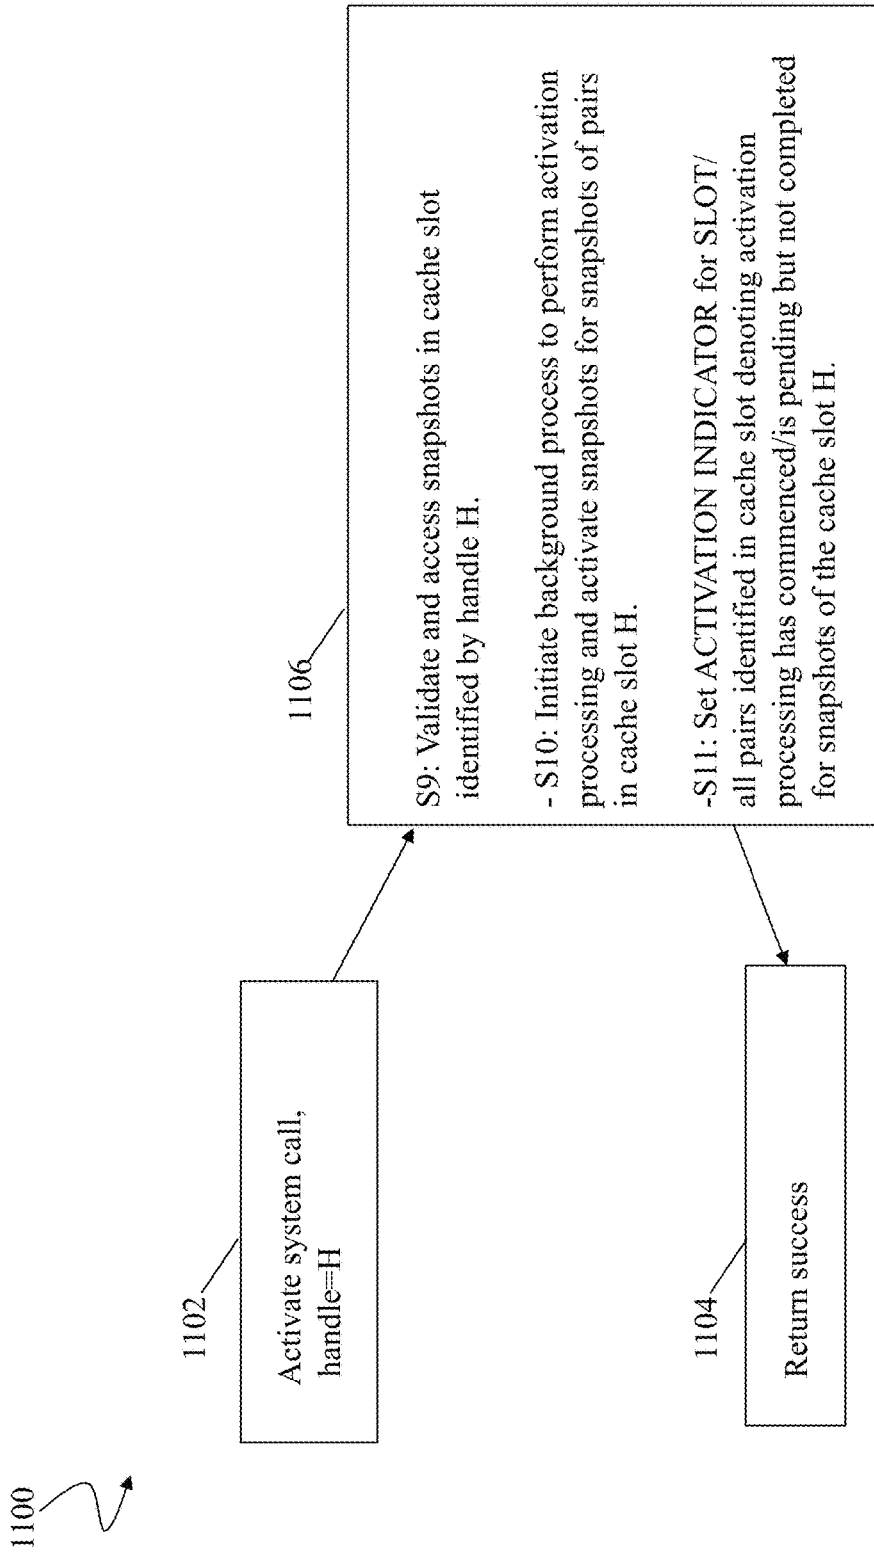 1100
1102
Activate system call,
handle=H
1104
Return success
1106
S9: Validate and access snapshots in cache slot
identified by handle H.
- S10: Initiate background process to perform activation
processing and activate snapshots for snapshots of pairs
in cache slot H.
-S11: Set ACTIVATION INDICATOR for SLOT/
all pairs identified in cache slot denoting activation
processing has commenced/is pending but not completed
for snapshots of the cache slot H.